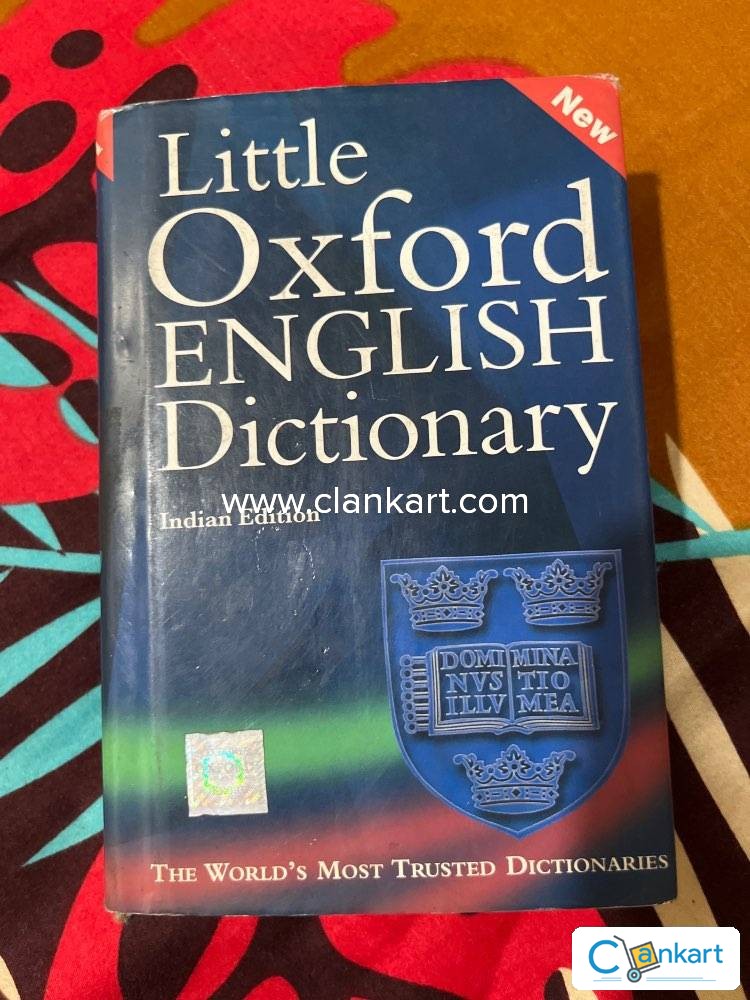 New
Little
Oxford
ENGLISH
Dictionary
www.clankart.com
Indian Edition
DOMI MINA
NVS TIO
ILLV MEA
THE WORLD'S MOST TRUSTED DICTIONARIES
Clankart